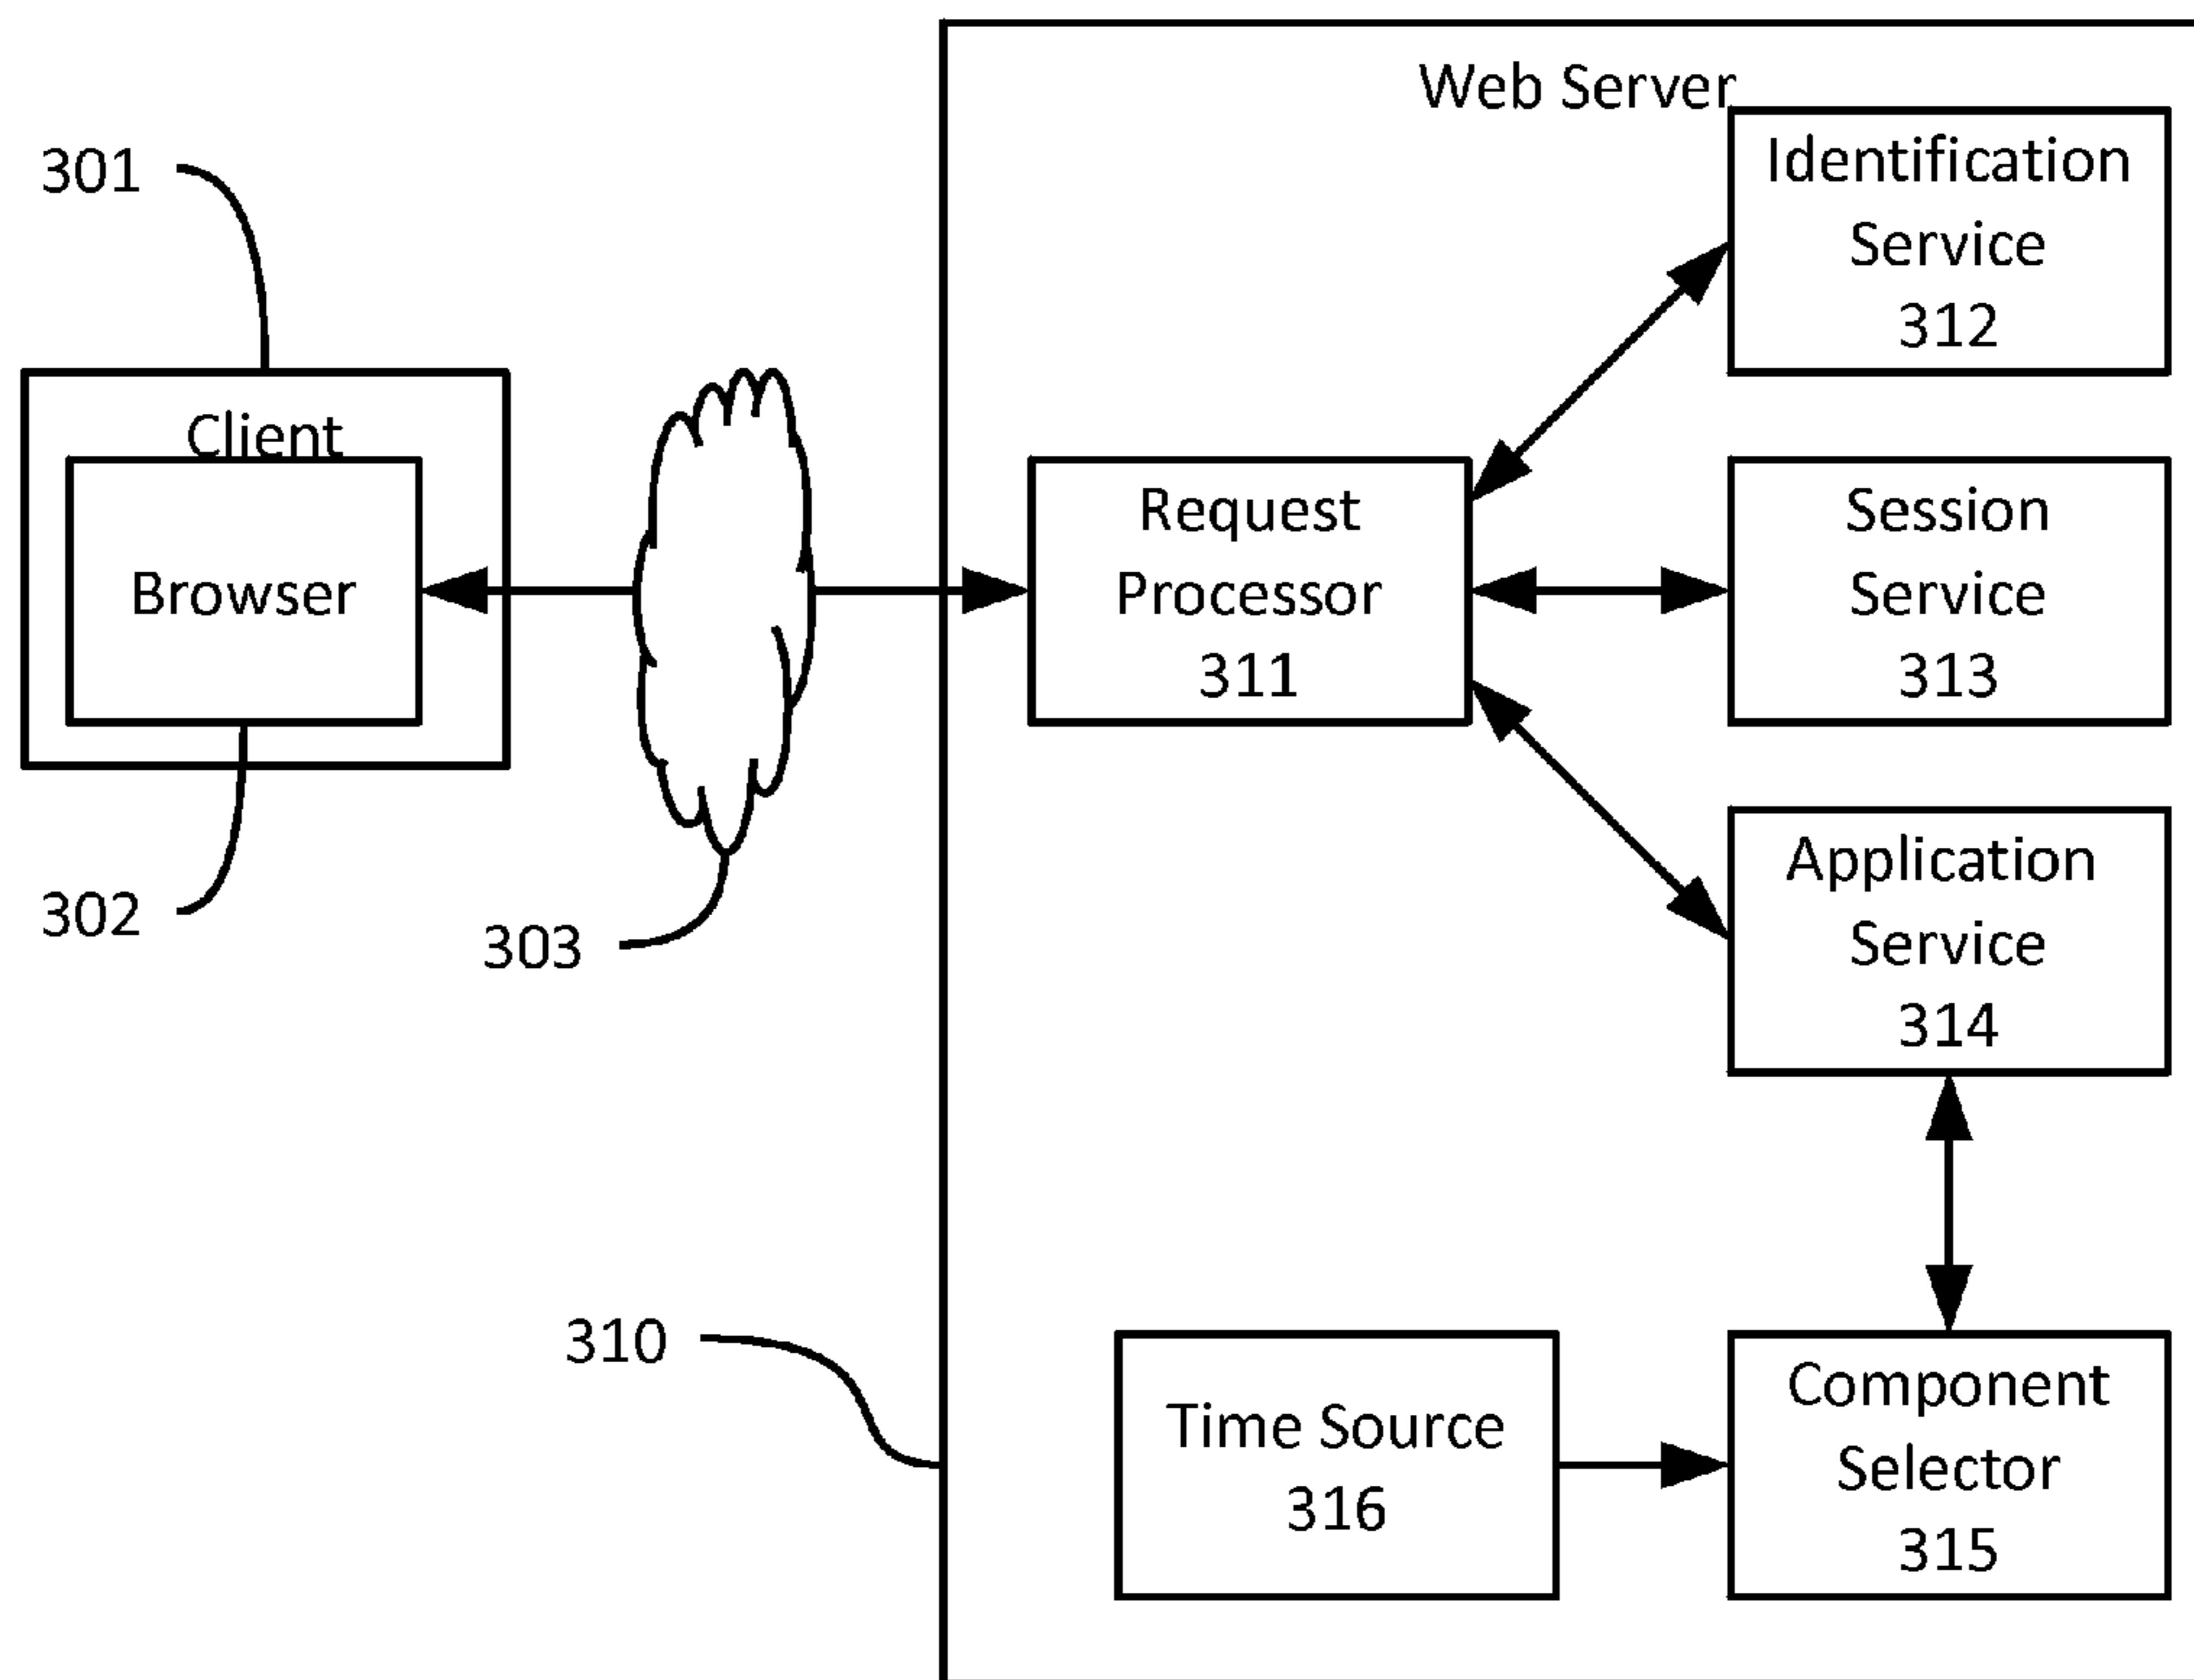 Web Server
301
Identification
Service
312
Client
Browser
Request
Processor
311
Session
Service
313
302
303
Application
Service
314
310
Time Source
316
Component
Selector
315